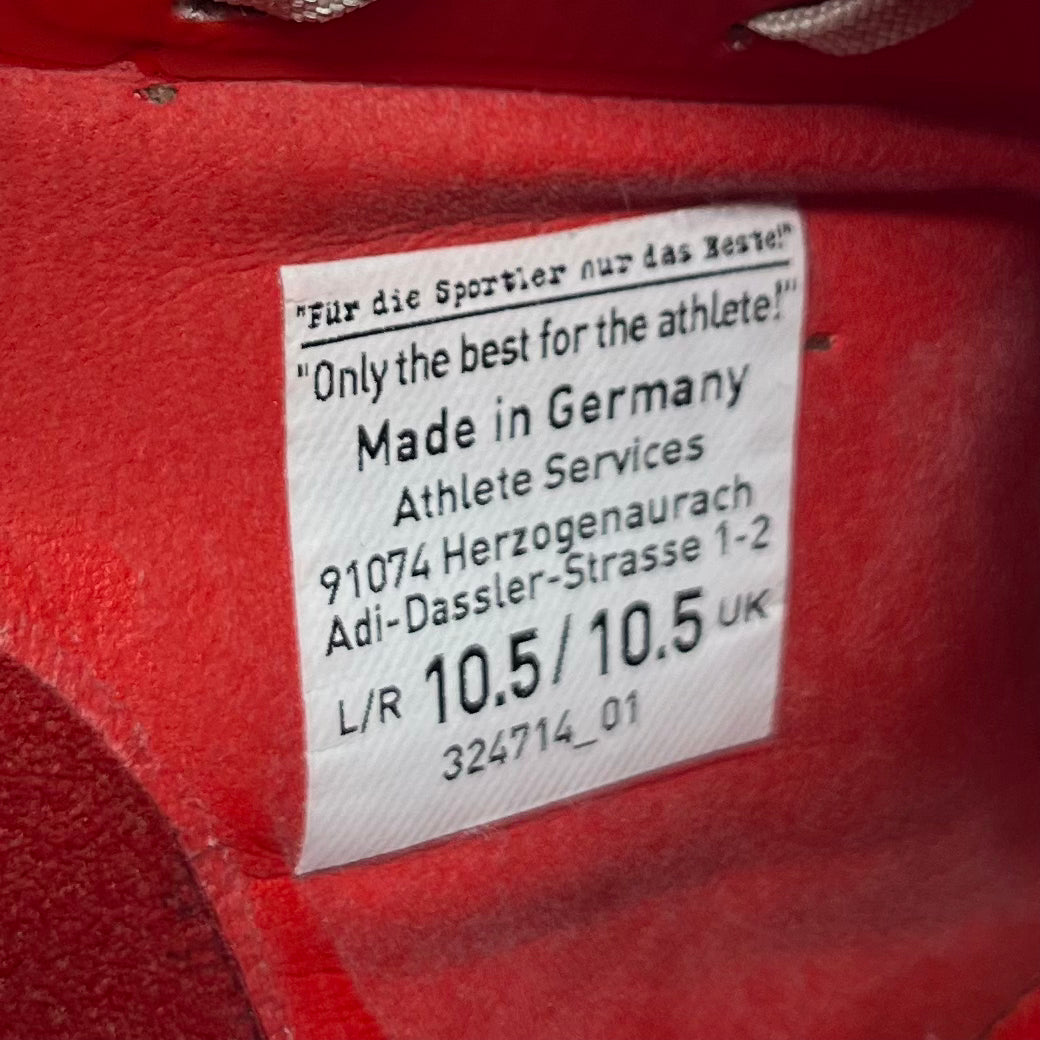 "Für die Sportler nur das Beste!"
"Only the best for the athlete!"
Made in Germany
Athlete Services
91074 Herzogenaurach
Adi-Dassler-Strasse 1-2
L/R 10.5 / 10.5 UK
324714_01